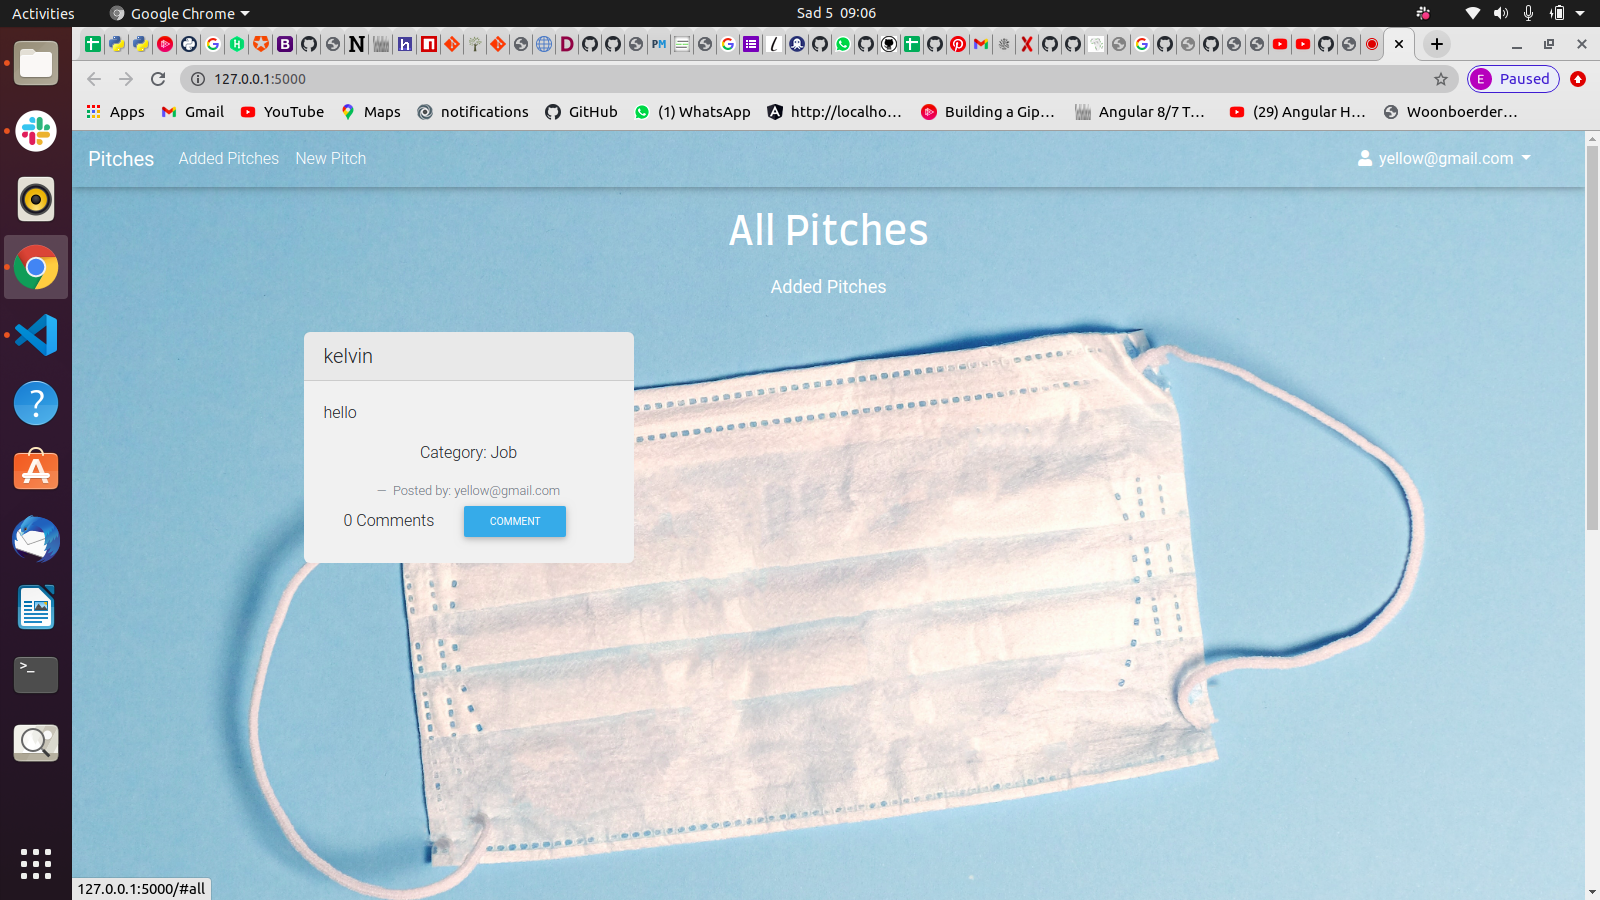 Activities
Google Chrome
Sad 5 09:06
127.0.0.1:5000
E Paused
Apps
Gmail
YouTube
Maps
notifications
GitHub
(1) WhatsApp
http://localho...
Building a Gip...
Angular 8/7 T...
(29) Angular H...
Woonboerder...
Pitches
Added Pitches
New Pitch
yellow@gmail.com
All Pitches
Added Pitches
kelvin
hello
Category: Job
— Posted by: yellow@gmail.com
0 Comments
COMMENT
127.0.0.1:5000/#all